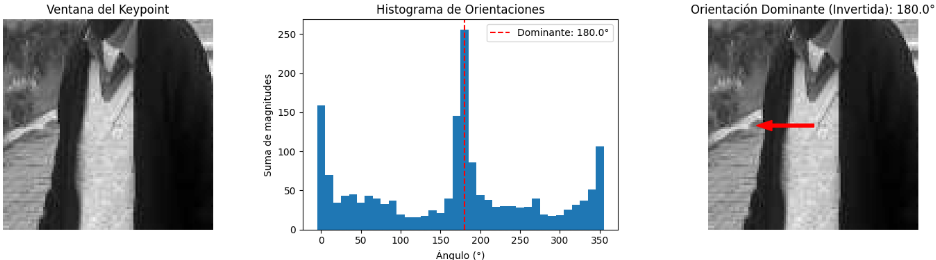 Ventana del Keypoint
Histograma de Orientaciones
Orientación Dominante (Invertida): 180.0°
Dominante: 180.0°
Suma de magnitudes
250
200
150
100
50
0
0 50 100 150 200 250 300 350
Ángulo (°)